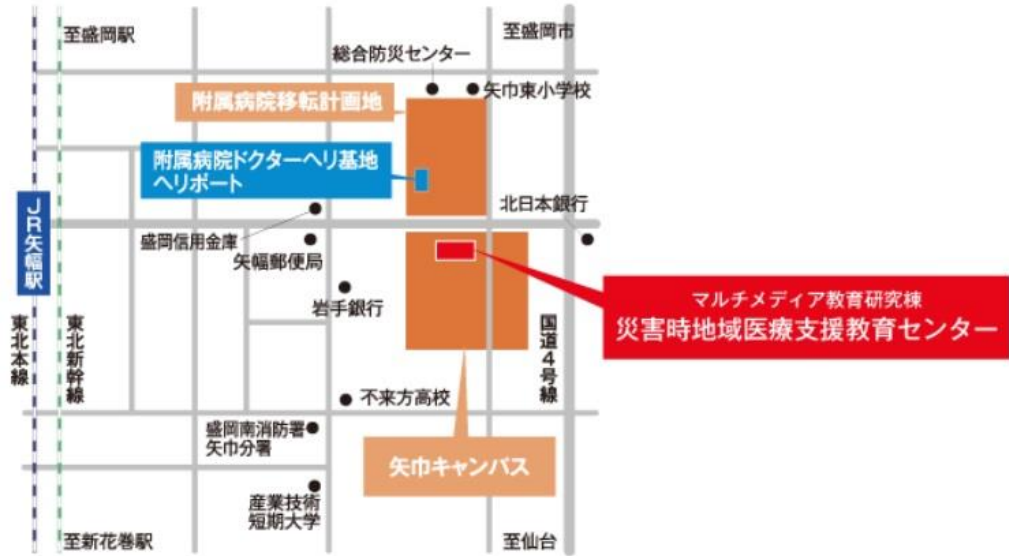 至盛岡駅
至盛岡市
総合防災センター
矢巾東小学校
附属病院移転計画地
附属病院ドクターヘリ基地
ヘリポート
北日本銀行
JR矢幅駅
盛岡信用金庫
矢幅郵便局
マルチメディア教育研究棟
災害時地域医療支援教育センター
岩手銀行
東北本線
東北新幹線
国道4号線
不来方高校
盛岡南消防署
矢巾分署
矢巾キャンパス
産業技術
短期大学
至新花巻駅
至仙台